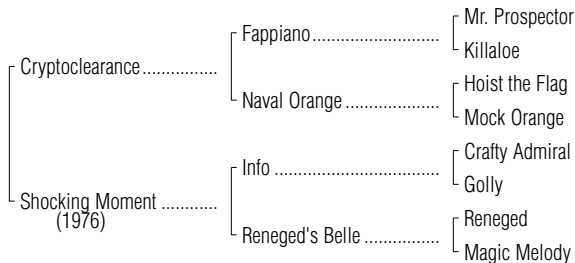 Mr. Prospector
Fappiano
Killaloe
Cryptoclearance
Hoist the Flag
Naval Orange
Mock Orange
Crafty Admiral
Info
Golly
Shocking Moment
(1976)
Reneged
Reneged's Belle
Magic Melody